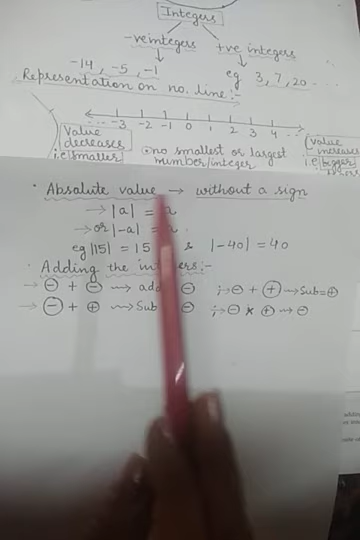 Integers
-veintegers +ve integers
-14, -5, -1 eg 3, 7, 20 ....
Representation on no. line:-
-3 -2 -1 0 1 2 3 4 ...
Value decreases i.e smaller
no smallest or largest number/integer
Value increases i.e bigger
• Absolute value → without a sign
→ |a| =
→ or |-a| =
eg |15| = 15 & |-40| = 40
• Adding the integers:-
→ ⊖ + ⊖ ⇝ add ⊖ ; → ⊖ + ⊕ → Sub = ⊕
→ ⊖ + ⊕ ⇝ Sub ⊖ ; → ⊖ × ⊕ → ⊖